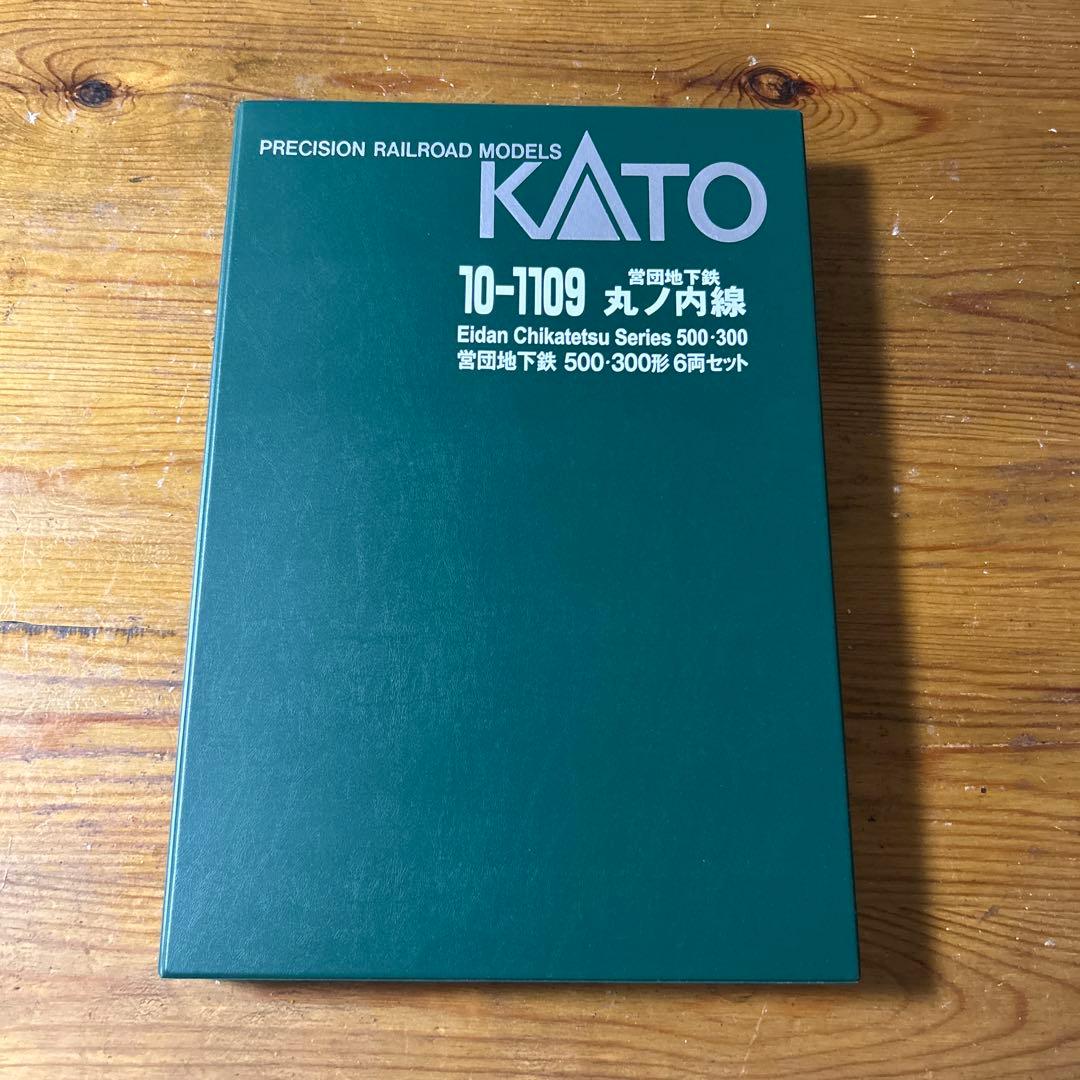 PRECISION RAILROAD MODELS
KATO
10-1109 営団地下鉄
丸ノ内線
Eidan Chikatetsu Series 500・300
営団地下鉄 500・300形 6両セット